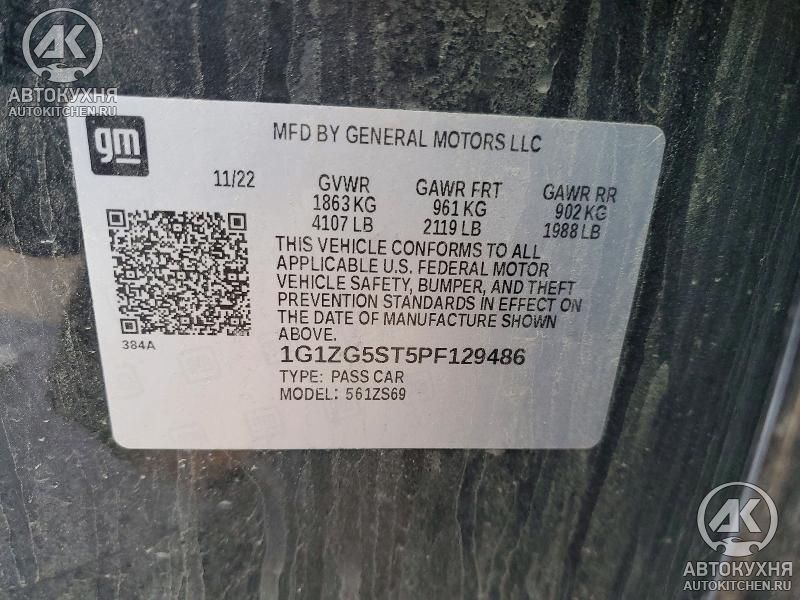 АК
АВТОКУХНЯ
AUTOKITCHEN.RU
gm
MFD BY GENERAL MOTORS LLC
11/22
GVWR
1863 KG
4107 LB
GAWR FRT
961 KG
2119 LB
GAWR RR
902 KG
1988 LB
THIS VEHICLE CONFORMS TO ALL
APPLICABLE U.S. FEDERAL MOTOR
VEHICLE SAFETY, BUMPER, AND THEFT
PREVENTION STANDARDS IN EFFECT ON
THE DATE OF MANUFACTURE SHOWN
ABOVE.
384A
1G1ZG5ST5PF129486
TYPE: PASS CAR
MODEL: 561ZS69
АК
АВТОКУХНЯ
AUTOKITCHEN.RU